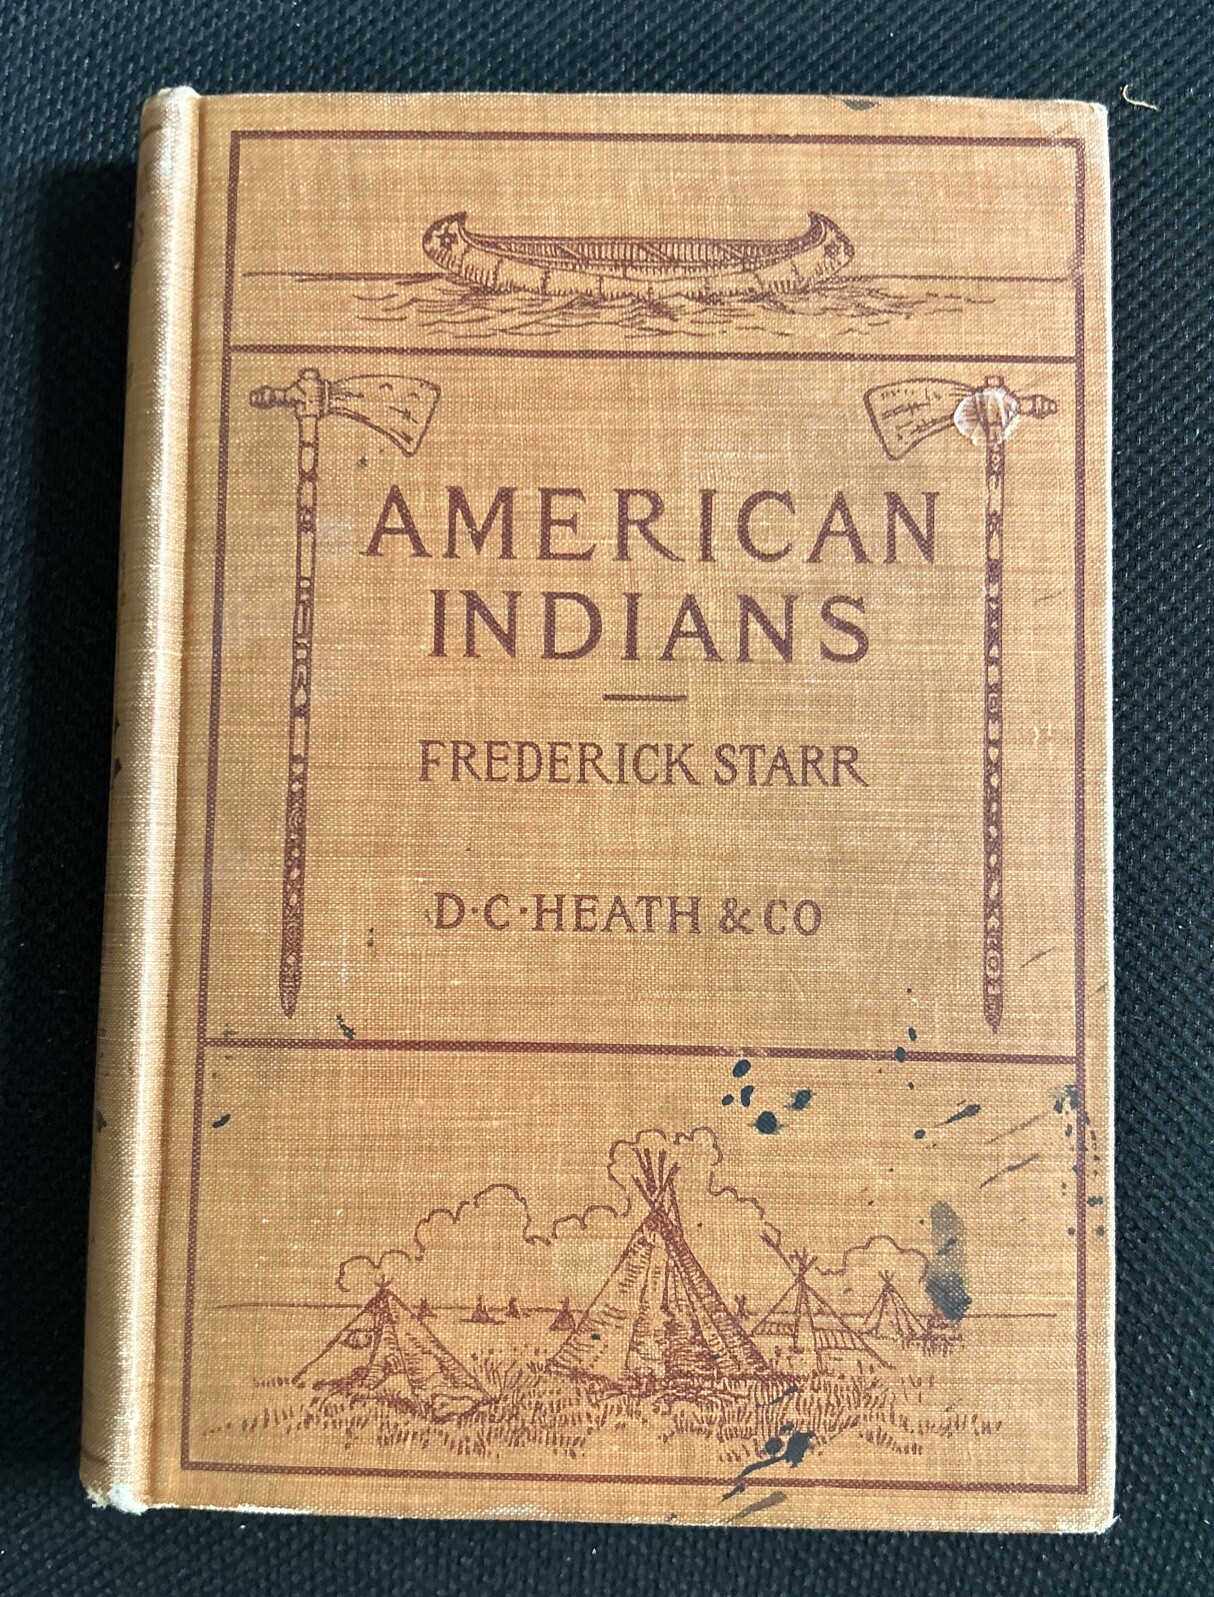 AMERICAN
INDIANS
FREDERICK STARR
D·C·HEATH & CO